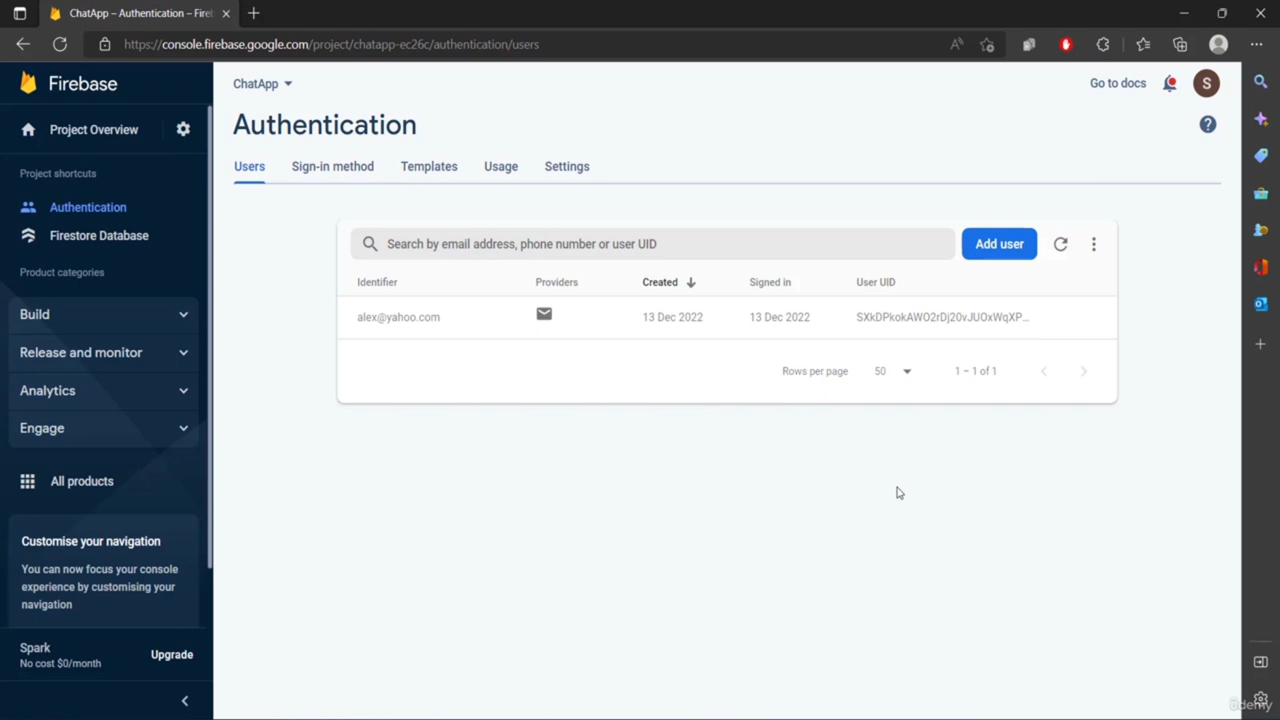 ChatApp – Authentication – Fire
https://console.firebase.google.com/project/chatapp-ec26c/authentication/users
Firebase
Project Overview
Project shortcuts
Authentication
Firestore Database
Product categories
Build
Release and monitor
Analytics
Engage
All products
Customise your navigation
You can now focus your console
experience by customising your
navigation
Spark
No cost $0/month
Upgrade
ChatApp
Go to docs
S
Authentication
Users Sign-in method Templates Usage Settings
Search by email address, phone number or user UID
Add user
Identifier Providers Created Signed in User UID
alex@yahoo.com 13 Dec 2022 13 Dec 2022 SXkDPkokAWO2rDj20vJUOxWqXP...
Rows per page 50 1 – 1 of 1
ûdemy